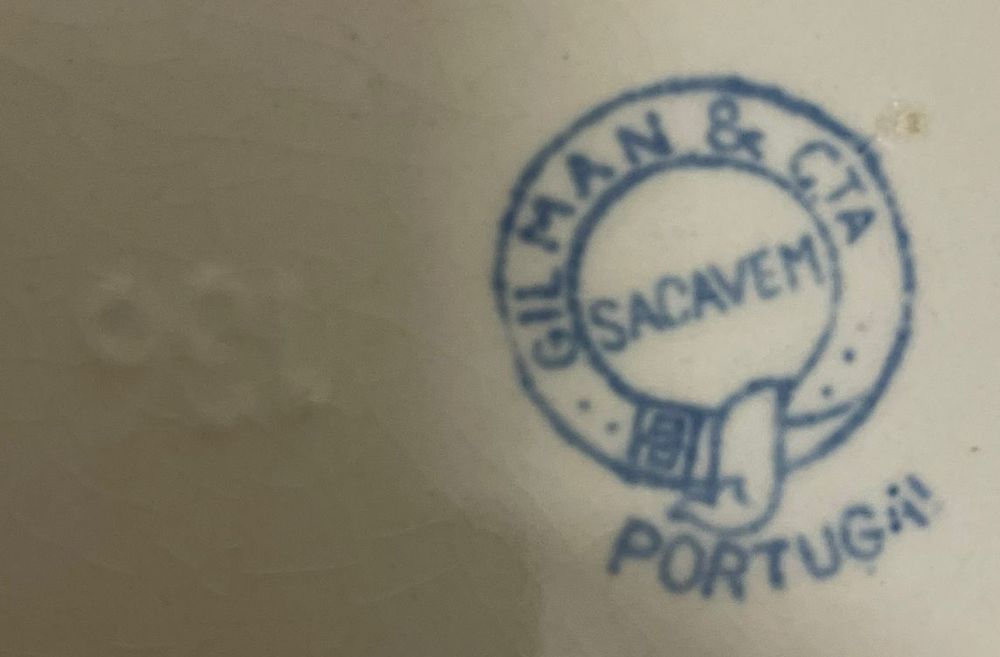 GILMAN & CTA
SACAVEM
PORTUGAL